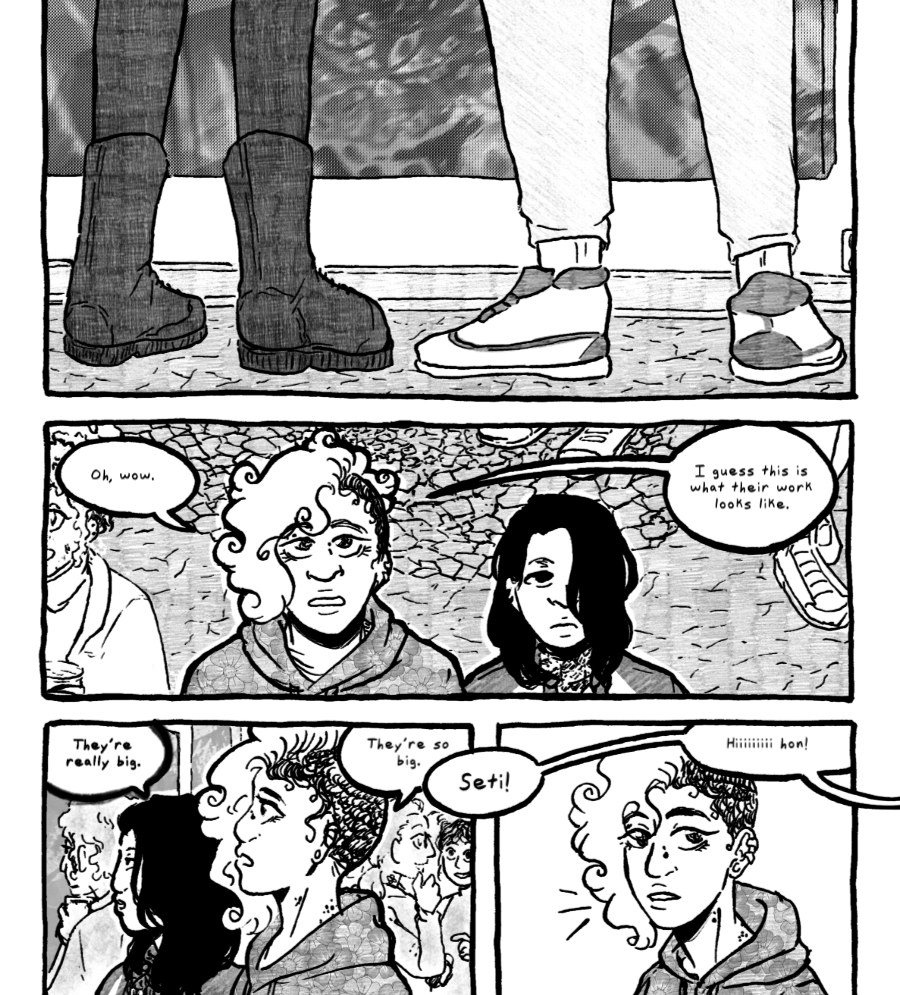 Oh, wow.
I guess this is
what their work
looks like.
They're
really big.
They're so
big.
Seti!
Hiiiiiiiii hon!